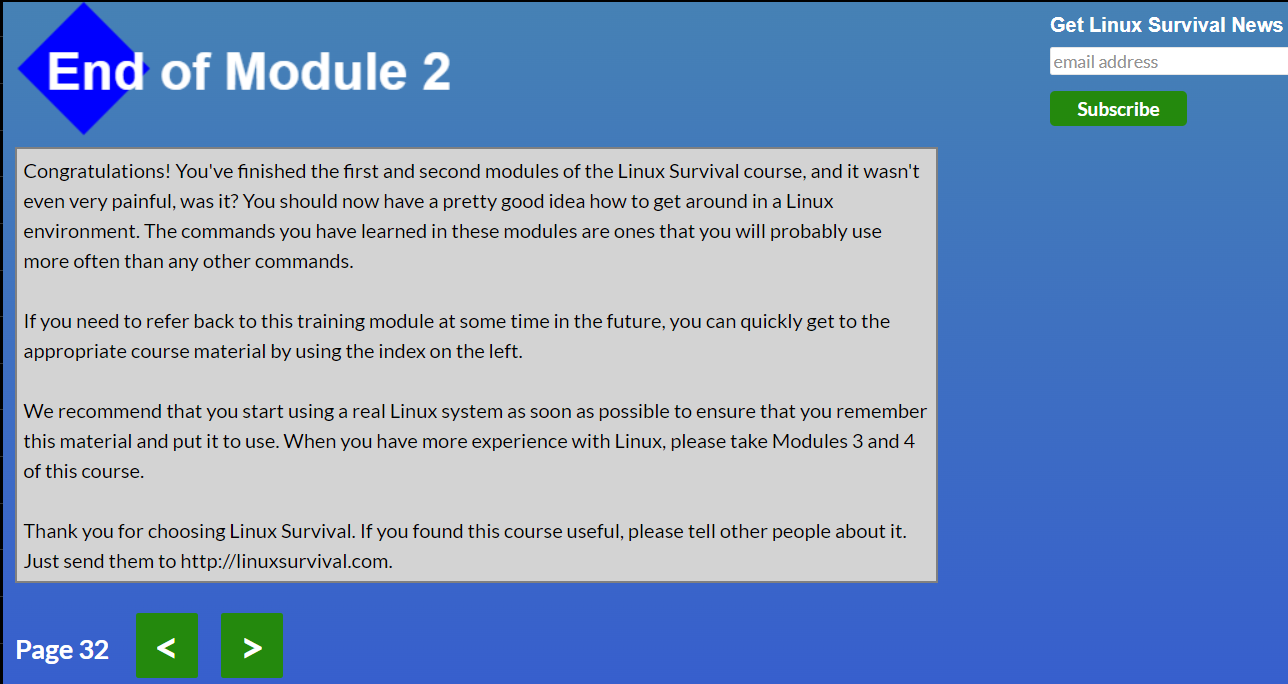 End of Module 2
Get Linux Survival News
email address
Subscribe
Congratulations! You've finished the first and second modules of the Linux Survival course, and it wasn't
even very painful, was it? You should now have a pretty good idea how to get around in a Linux
environment. The commands you have learned in these modules are ones that you will probably use
more often than any other commands.
If you need to refer back to this training module at some time in the future, you can quickly get to the
appropriate course material by using the index on the left.
We recommend that you start using a real Linux system as soon as possible to ensure that you remember
this material and put it to use. When you have more experience with Linux, please take Modules 3 and 4
of this course.
Thank you for choosing Linux Survival. If you found this course useful, please tell other people about it.
Just send them to http://linuxsurvival.com.
Page 32 < >